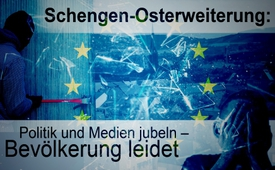 Schengen-Osterweiterung:
Politik und Medien jubeln –
Bevölkerung leidet